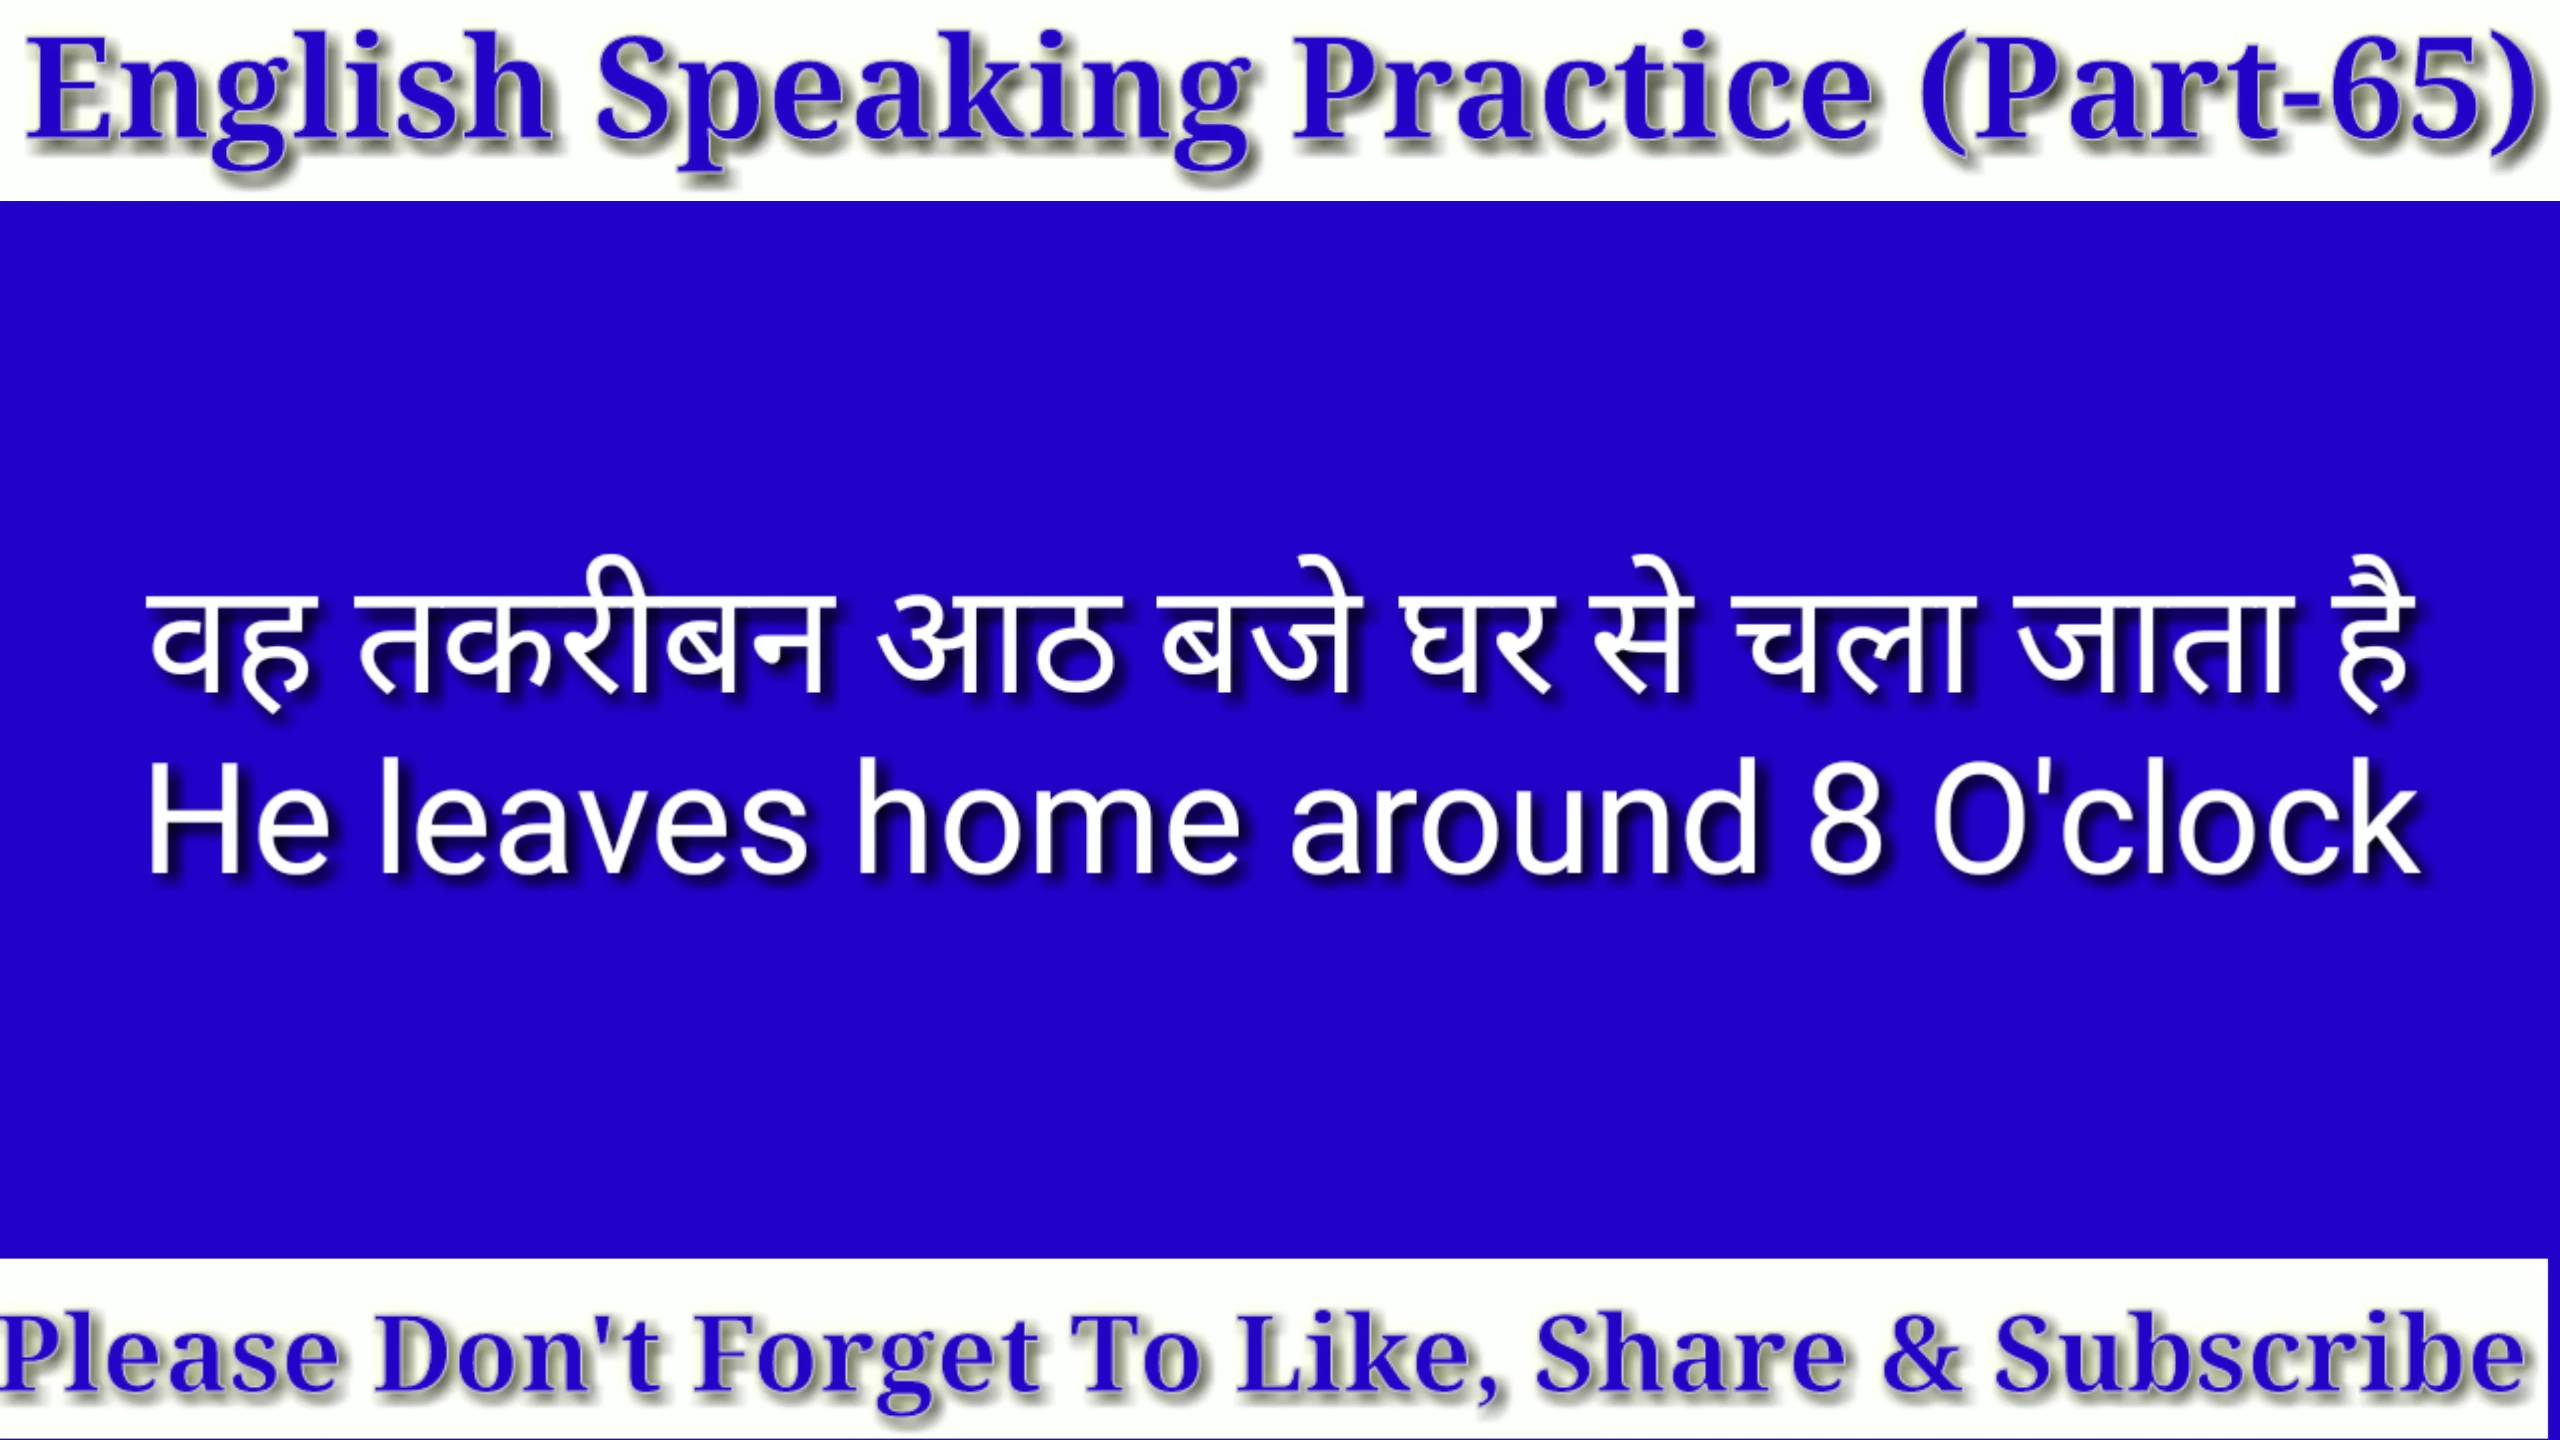 English Speaking Practice (Part-65)
वह तकरीबन आठ बजे घर से चला जाता है
He leaves home around 8 O'clock
Please Don't Forget To Like, Share & Subscribe